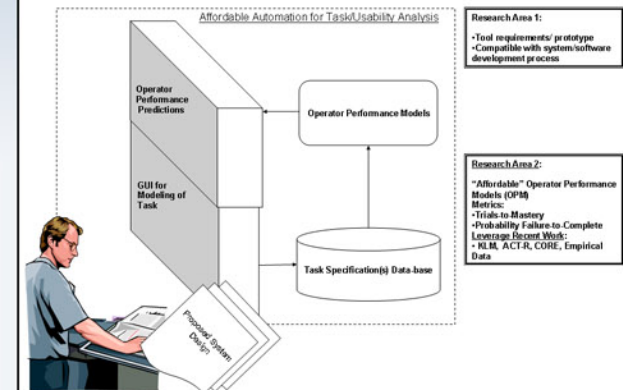 Affordable Automation for Task/Usability Analysis
Operator
Performance
Predictions
Operator Performance Models
GUI for
Modeling of
Task
Task Specification(s) Data-base
Proposed System
Design
Research Area 1:
•Tool requirements/ prototype
•Compatible with system/software
development process
Research Area 2:
"Affordable" Operator Performance
Models (OPM)
Metrics:
•Trials-to-Mastery
•Probability Failure-to-Complete
Leverage Recent Work:
• KLM, ACT-R, CORE, Empirical
Data